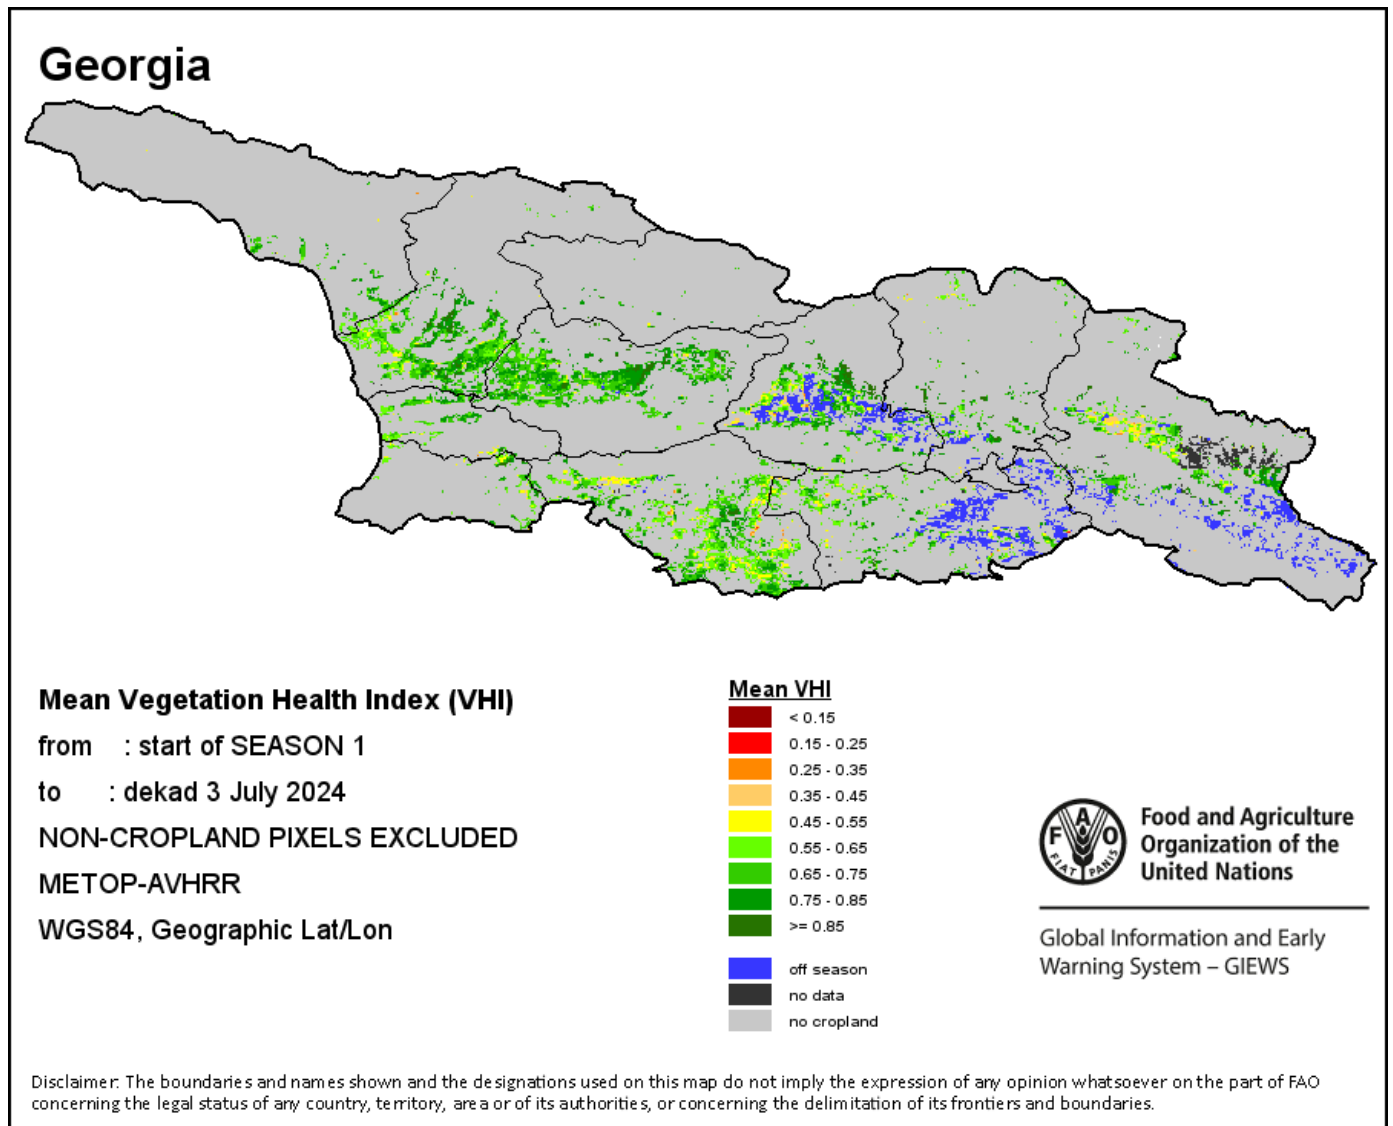 Georgia
Mean Vegetation Health Index (VHI)
from : start of SEASON 1
to : dekad 3 July 2024
NON-CROPLAND PIXELS EXCLUDED
METOP-AVHRR
WGS84, Geographic Lat/Lon
Mean VHI
< 0.15
0.15 - 0.25
0.25 - 0.35
0.35 - 0.45
0.45 - 0.55
0.55 - 0.65
0.65 - 0.75
0.75 - 0.85
>= 0.85
off season
no data
no cropland
F A O
FIAT PANIS
Food and Agriculture
Organization of the
United Nations
Global Information and Early
Warning System – GIEWS
Disclaimer: The boundaries and names shown and the designations used on this map do not imply the expression of any opinion whatsoever on the part of FAO
concerning the legal status of any country, territory, area or of its authorities, or concerning the delimitation of its frontiers and boundaries.